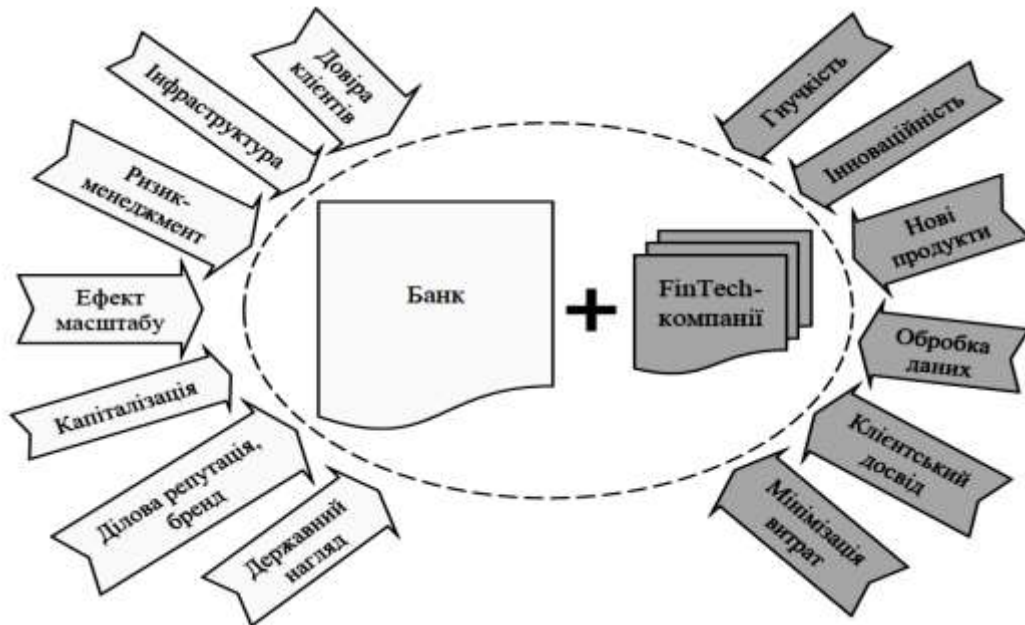 Довіра
клієнтів
Інфраструктура
Ризик-
менеджмент
Ефект
масштабу
Капіталізація
Ділова репутація,
бренд
Державний
нагляд
Банк
+
FinTech-
компанії
Гнучкість
Інноваційність
Нові
продукти
Обробка
даних
Клієнтський
досвід
Мінімізація
витрат